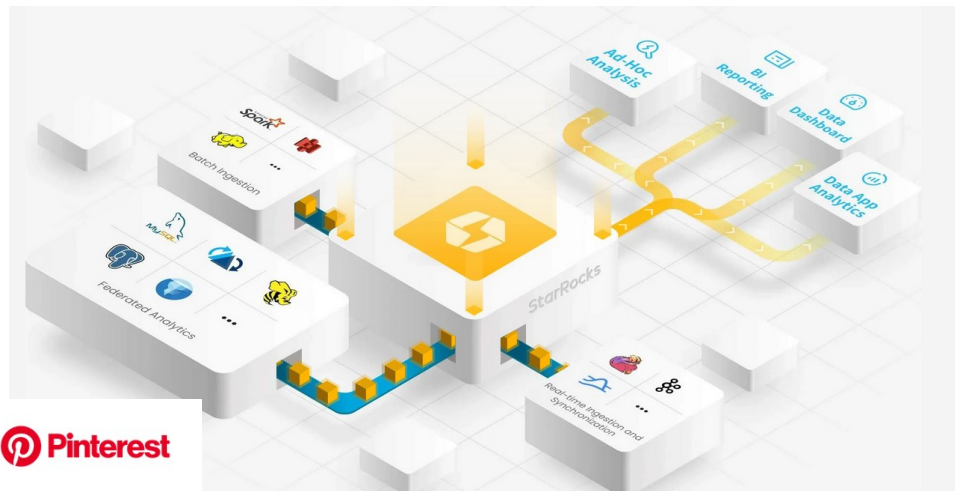 Ad-Hoc
Analysis
BI
Reporting
Data
Dashboard
Data App
Analytics
Spark
Batch Ingestion
...
MySQL
Federated Analytics
...
StarRocks
Real-time Ingestion and
Synchronization
...
Pinterest